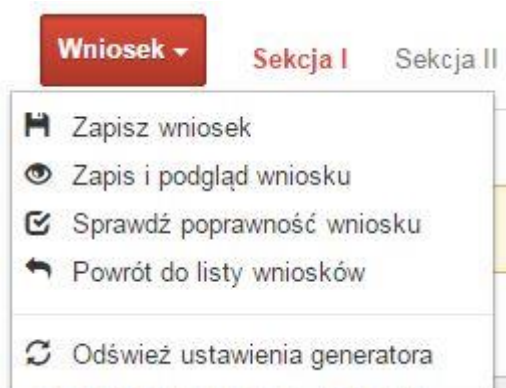 Wniosek Sekcja I Sekcja II
Zapisz wniosek
Zapis i podgląd wniosku
Sprawdź poprawność wniosku
Powrót do listy wniosków
Odśwież ustawienia generatora